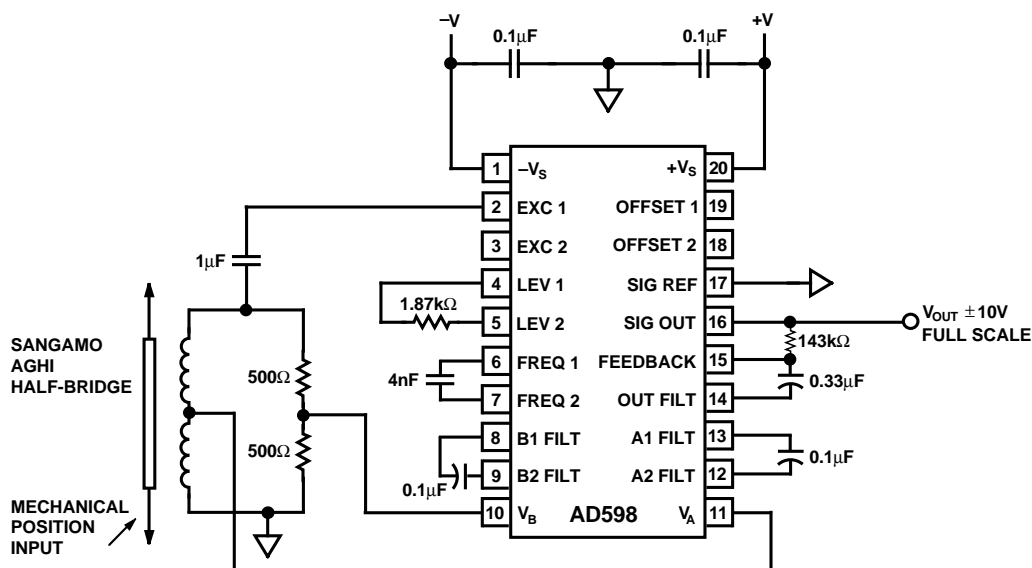 –V
+V
0.1µF
0.1µF
1
–VS
+VS
20
2
EXC 1
OFFSET 1
19
3
EXC 2
OFFSET 2
18
1µF
4
LEV 1
SIG REF
17
1.87kΩ
5
LEV 2
SIG OUT
16
VOUT ±10V
FULL SCALE
143kΩ
SANGAMO
AGHI
HALF-BRIDGE
500Ω
6
FREQ 1
FEEDBACK
15
4nF
0.33µF
7
FREQ 2
OUT FILT
14
500Ω
8
B1 FILT
A1 FILT
13
0.1µF
0.1µF
9
B2 FILT
A2 FILT
12
MECHANICAL
POSITION
INPUT
10
VB
AD598
VA
11